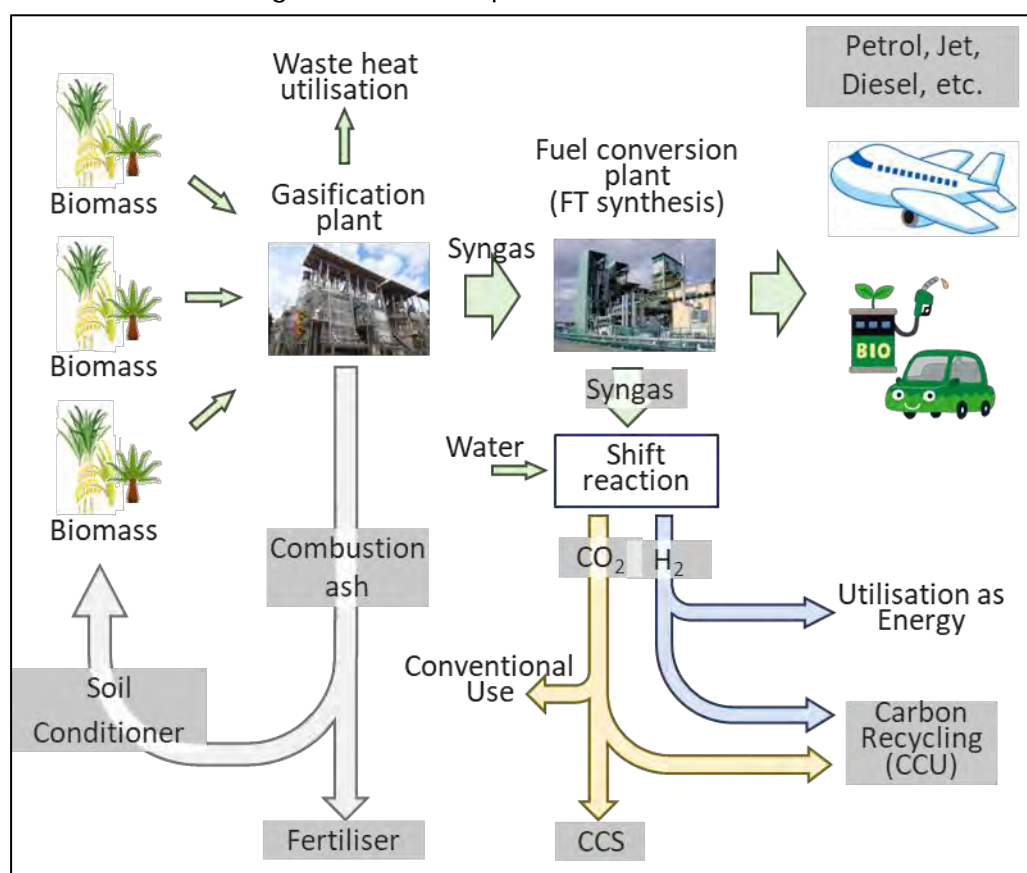 Petrol, Jet,
Diesel, etc.
Waste heat
utilisation
Fuel conversion
plant
(FT synthesis)
Gasification
plant
Biomass
Syngas
Biomass
BIO
Syngas
Water
Shift
reaction
Biomass
Combustion
ash
CO₂
H₂
Utilisation as
Energy
Conventional
Use
Soil
Conditioner
Carbon
Recycling
(CCU)
Fertiliser
CCS